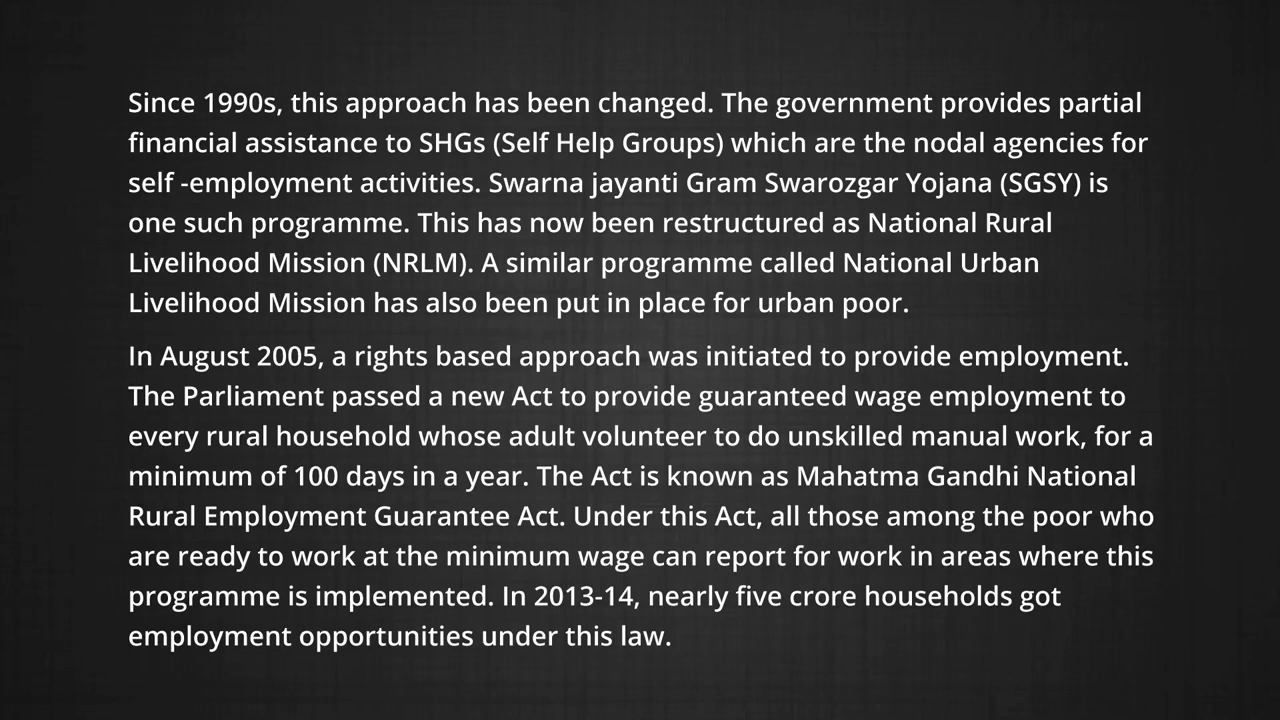 Since 1990s, this approach has been changed. The government provides partial
financial assistance to SHGs (Self Help Groups) which are the nodal agencies for
self -employment activities. Swarna jayanti Gram Swarozgar Yojana (SGSY) is
one such programme. This has now been restructured as National Rural
Livelihood Mission (NRLM). A similar programme called National Urban
Livelihood Mission has also been put in place for urban poor.
In August 2005, a rights based approach was initiated to provide employment.
The Parliament passed a new Act to provide guaranteed wage employment to
every rural household whose adult volunteer to do unskilled manual work, for a
minimum of 100 days in a year. The Act is known as Mahatma Gandhi National
Rural Employment Guarantee Act. Under this Act, all those among the poor who
are ready to work at the minimum wage can report for work in areas where this
programme is implemented. In 2013-14, nearly five crore households got
employment opportunities under this law.